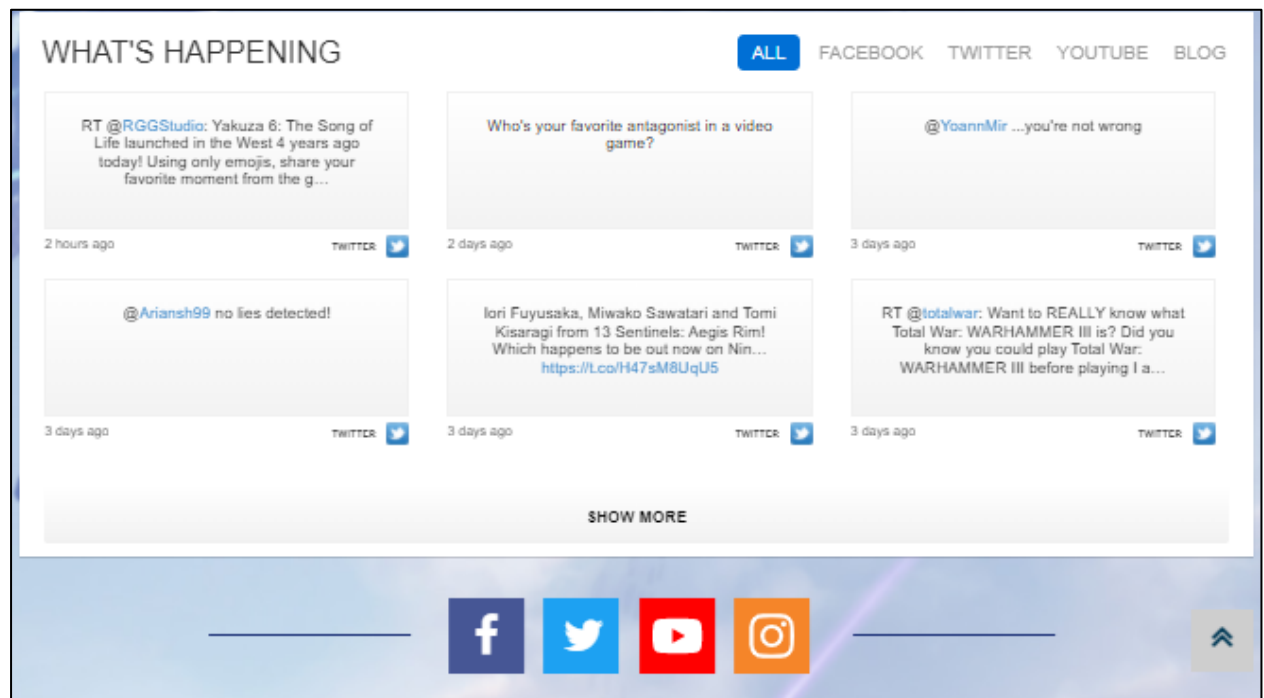 WHAT'S HAPPENING
ALL FACEBOOK TWITTER YOUTUBE BLOG
RT @RGGStudio: Yakuza 6: The Song of
Life launched in the West 4 years ago
today! Using only emojis, share your
favorite moment from the g...
2 hours ago TWITTER
Who's your favorite antagonist in a video
game?
2 days ago TWITTER
@YoannMir ...you're not wrong
3 days ago TWITTER
@Ariansh99 no lies detected!
3 days ago TWITTER
Iori Fuyusaka, Miwako Sawatari and Tomi
Kisaragi from 13 Sentinels: Aegis Rim!
Which happens to be out now on Nin...
https://t.co/H47sM8UqU5
3 days ago TWITTER
RT @totalwar: Want to REALLY know what
Total War: WARHAMMER III is? Did you
know you could play Total War:
WARHAMMER III before playing I a...
3 days ago TWITTER
SHOW MORE